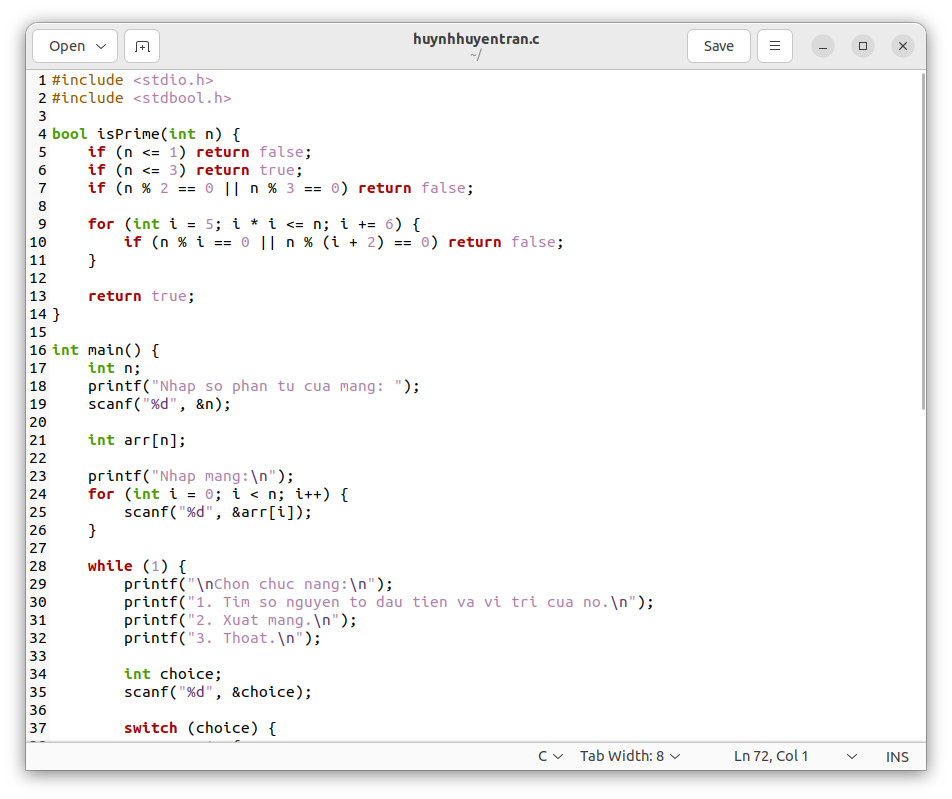 Open
huynhhuyentran.c
~/
Save
1 #include <stdio.h>
2 #include <stdbool.h>
3
4 bool isPrime(int n) {
5     if (n <= 1) return false;
6     if (n <= 3) return true;
7     if (n % 2 == 0 || n % 3 == 0) return false;
8
9     for (int i = 5; i * i <= n; i += 6) {
10         if (n % i == 0 || n % (i + 2) == 0) return false;
11     }
12
13     return true;
14 }
15
16 int main() {
17     int n;
18     printf("Nhap so phan tu cua mang: ");
19     scanf("%d", &n);
20
21     int arr[n];
22
23     printf("Nhap mang:\n");
24     for (int i = 0; i < n; i++) {
25         scanf("%d", &arr[i]);
26     }
27
28     while (1) {
29         printf("\nChon chuc nang:\n");
30         printf("1. Tim so nguyen to dau tien va vi tri cua no.\n");
31         printf("2. Xuat mang.\n");
32         printf("3. Thoat.\n");
33
34         int choice;
35         scanf("%d", &choice);
36
37         switch (choice) {
C
Tab Width: 8
Ln 72, Col 1
INS